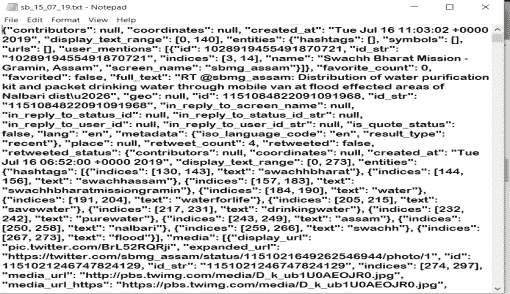 sb_15_07_19.txt - Notepad
File Edit Format View Help
{"contributors": null, "coordinates": null, "created_at": "Tue Jul 16 11:03:02 +0000
2019", "display_text_range": [0, 140], "entities": {"hashtags": [], "symbols": [],
"urls": [], "user_mentions": [{"id": 1028919455491870721, "id_str":
"1028919455491870721", "indices": [3, 14], "name": "Swachh Bharat Mission -
Gramin, Assam", "screen_name": "sbmg_assam"}]}, "favorite_count": 0,
"favorited": false, "full_text": "RT @sbmg_assam: Distribution of water purification
kit and packet drinking water through mobile van at flood effected areas of
Nalbari dist\u2026", "geo": null, "id": 1151084822091091968, "id_str":
"1151084822091091968", "in_reply_to_screen_name": null,
"in_reply_to_status_id": null, "in_reply_to_status_id_str": null,
"in_reply_to_user_id": null, "in_reply_to_user_id_str": null, "is_quote_status":
false, "lang": "en", "metadata": {"iso_language_code": "en", "result_type":
"recent"}, "place": null, "retweet_count": 4, "retweeted": false,
"retweeted_status": {"contributors": null, "coordinates": null, "created_at": "Tue
Jul 16 06:52:00 +0000 2019", "display_text_range": [0, 273], "entities":
{"hashtags": [{"indices": [130, 143], "text": "swachhbharat"}, {"indices": [144,
156], "text": "swachhassam"}, {"indices": [157, 183], "text":
"swachhbharatmissiongramin"}, {"indices": [184, 190], "text": "water"},
{"indices": [191, 204], "text": "waterforlife"}, {"indices": [205, 215], "text":
"savewater"}, {"indices": [217, 231], "text": "drinkingwater"}, {"indices": [232,
242], "text": "purewater"}, {"indices": [243, 249], "text": "assam"}, {"indices":
[250, 258], "text": "nalbari"}, {"indices": [259, 266], "text": "swachh"}, {"indices":
[267, 273], "text": "flood"}], "media": [{"display_url":
"pic.twitter.com/BrL52RQRji", "expanded_url":
"https://twitter.com/sbmg_assam/status/1151021649262546944/photo/1", "id":
1151021246747824129, "id_str": "1151021246747824129", "indices": [274, 297],
"media_url": "http://pbs.twimg.com/media/D_k_ub1U0AEOJR0.jpg",
"media_url_https": "https://pbs.twimg.com/media/D_k_ub1U0AEOJR0.jpg",